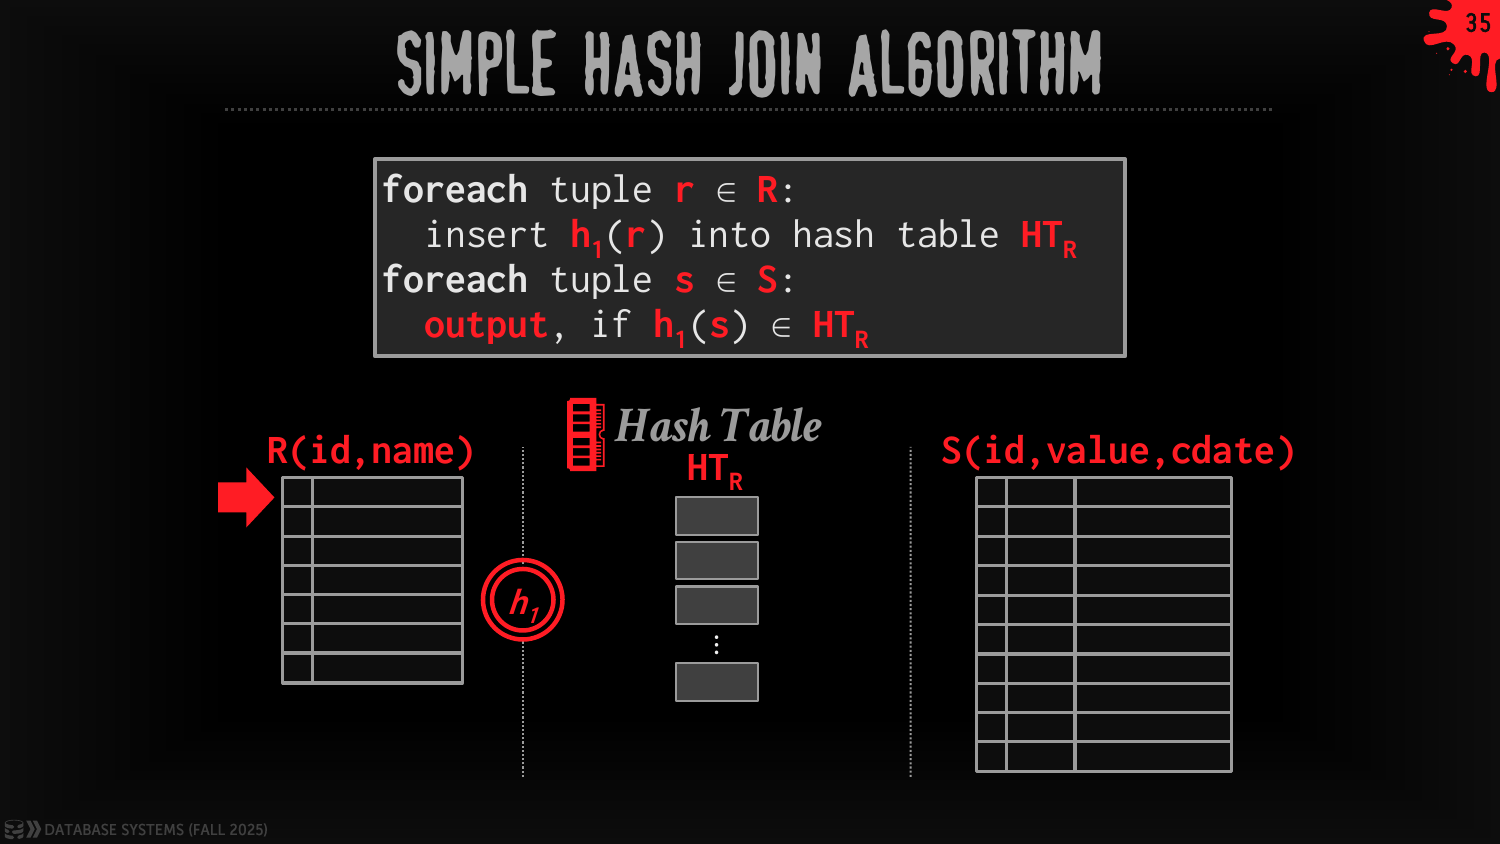 35
SIMPLE HASH JOIN ALGORITHM
foreach tuple r ∈ R:
insert h1(r) into hash table HTR
foreach tuple s ∈ S:
output, if h1(s) ∈ HTR
Hash Table
R(id,name)
HTR
S(id,value,cdate)
h1
⋮
DATABASE SYSTEMS (FALL 2025)